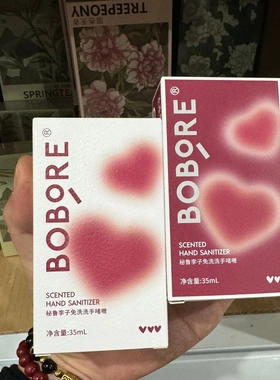 TREEPEONY
SPRINGTE
BOBORE®
SCENTED
HAND SANITIZER
秘鲁李子免洗洗手啫喱
净含量:35mL
BOBORE®
SCENTED
HAND SANITIZER
秘鲁李子免洗洗手啫喱
净含量:35mL